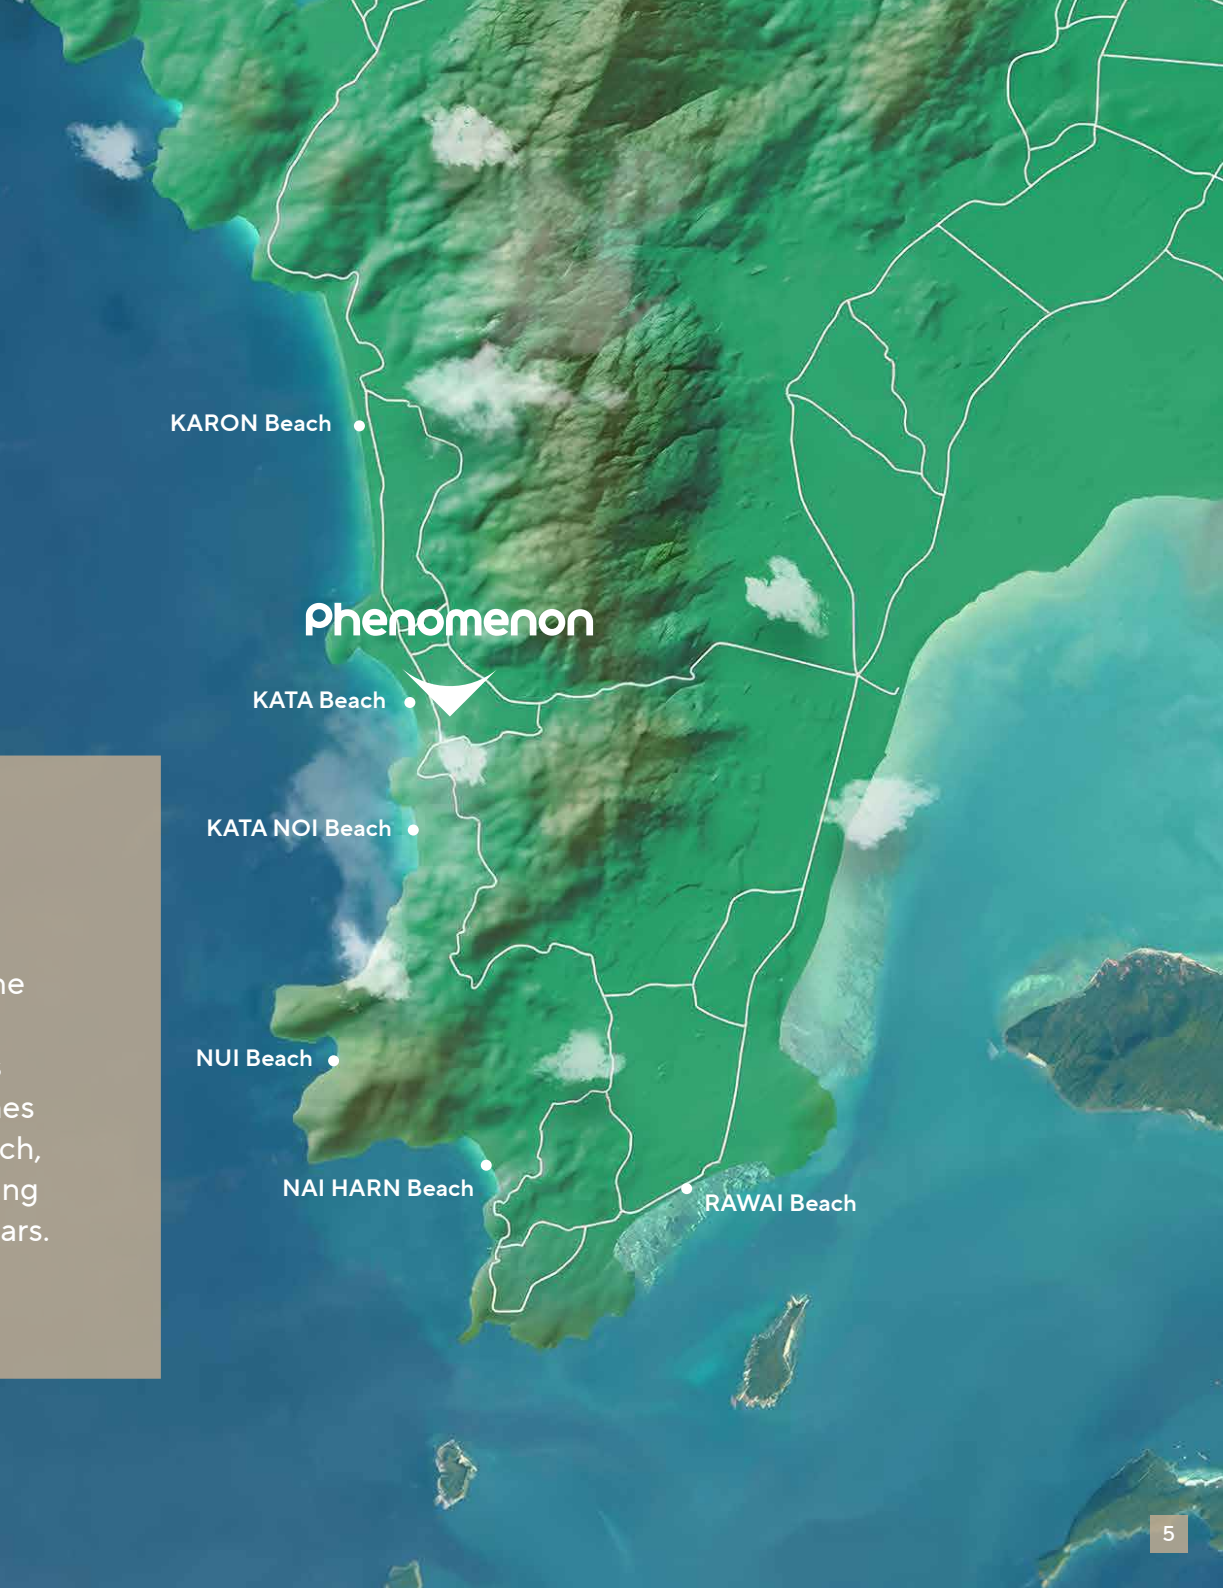 KARON Beach
Phenomenon
KATA Beach
KATA NOI Beach
NUI Beach
NAI HARN Beach
RAWAI Beach
ne
es
ch,
ng
ars.
5